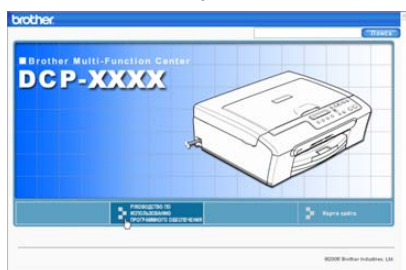 brother
Поиск
Brother Multi-Function Center
DCP-XXXX
РУКОВОДСТВО ПО
ИСПОЛЬЗОВАНИЮ
ПРОГРАММНОГО ОБЕСПЕЧЕНИЯ
Карта сайта
©2006 Brother Industries, Ltd.